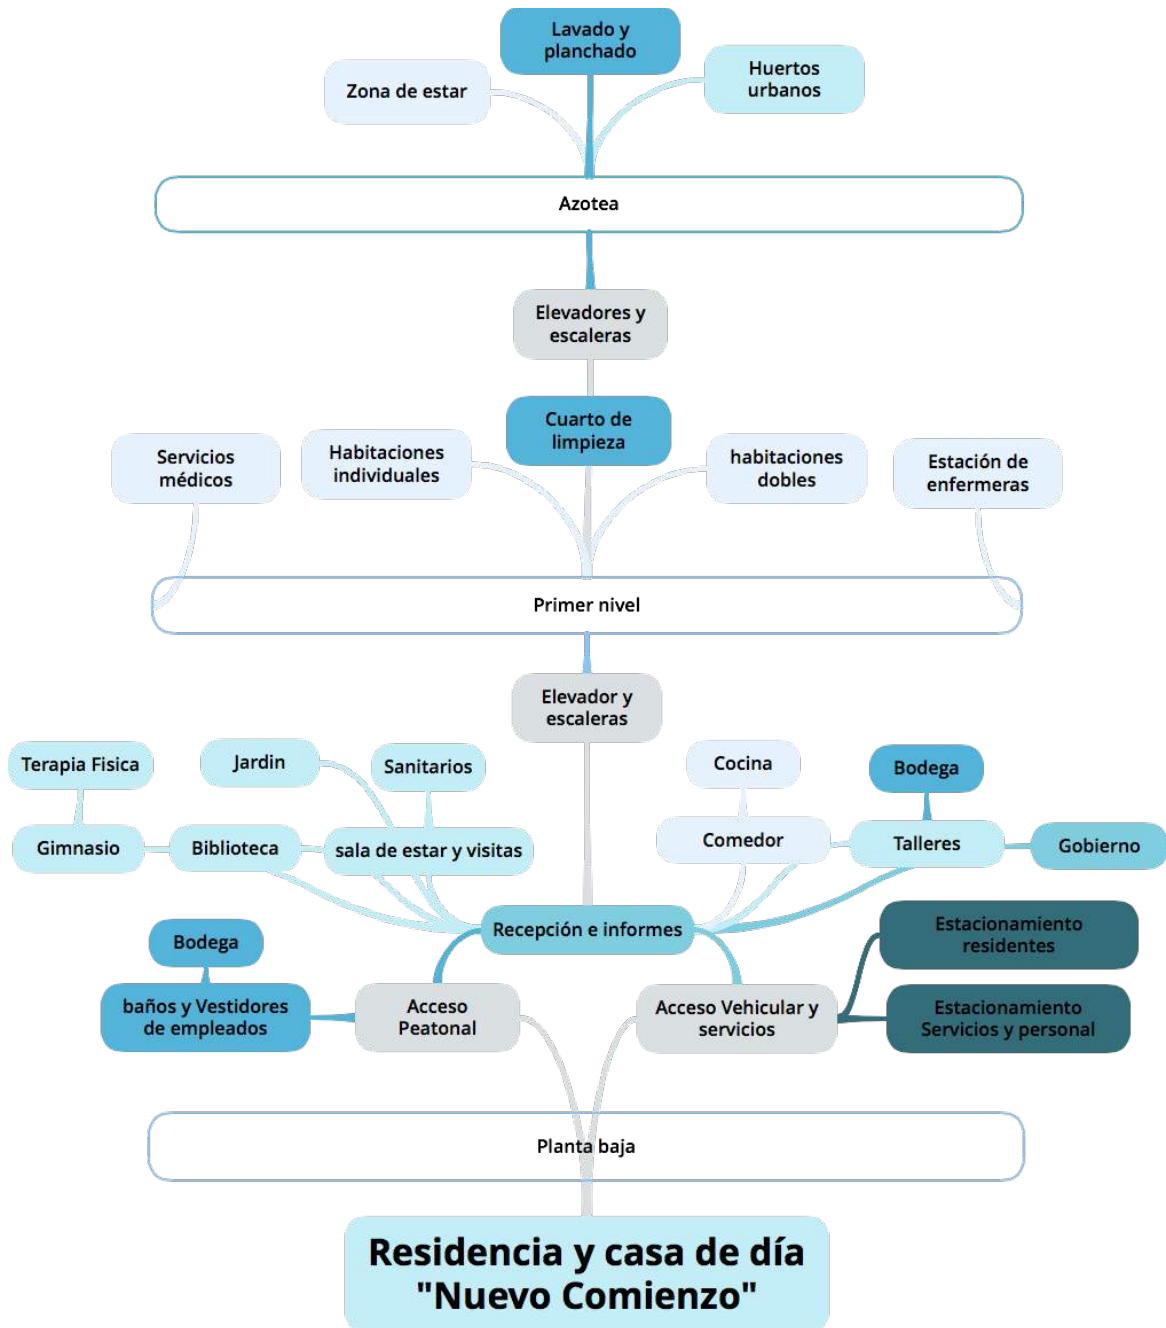 Lavado y
planchado
Zona de estar
Huertos
urbanos
Azotea
Elevadores y
escaleras
Cuarto de
limpieza
Servicios
médicos
Habitaciones
individuales
habitaciones
dobles
Estación de
enfermeras
Primer nivel
Elevador y
escaleras
Terapia Fisica
Jardin
Sanitarios
Cocina
Bodega
Gimnasio
Biblioteca
sala de estar y visitas
Comedor
Talleres
Gobierno
Recepción e informes
Bodega
Estacionamiento
residentes
baños y Vestidores
de empleados
Acceso
Peatonal
Acceso Vehicular y
servicios
Estacionamiento
Servicios y personal
Planta baja
Residencia y casa de día
"Nuevo Comienzo"